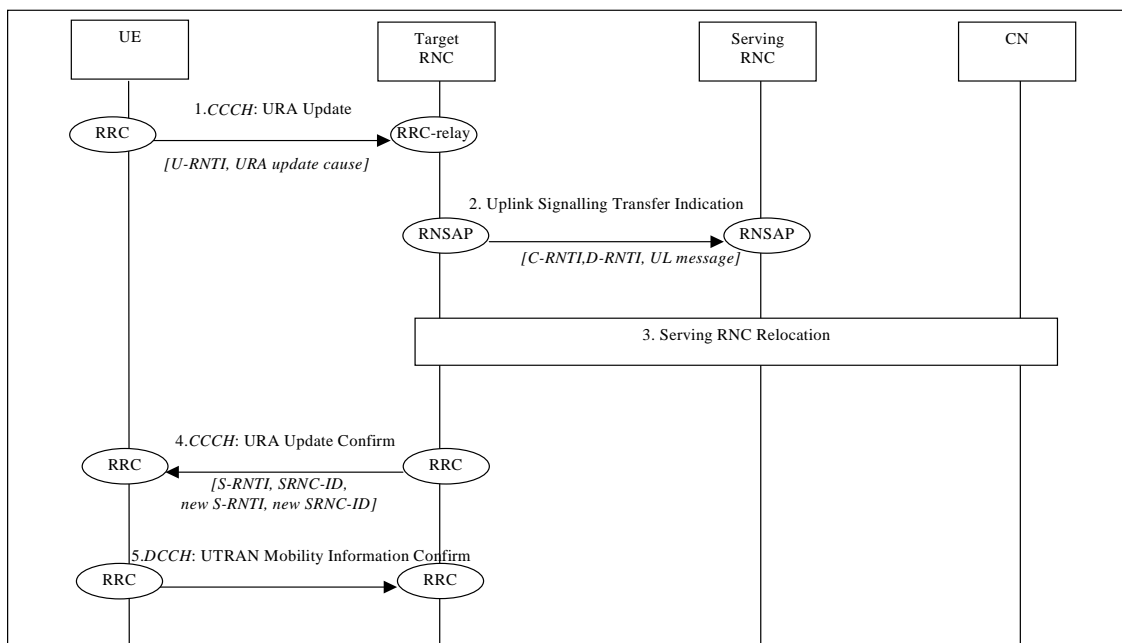 UE
Target
RNC
Serving
RNC
CN
1.CCCH: URA Update
RRC
RRC-relay
[U-RNTI, URA update cause]
2. Uplink Signalling Transfer Indication
RNSAP
RNSAP
[C-RNTI,D-RNTI, UL message]
3. Serving RNC Relocation
4.CCCH: URA Update Confirm
RRC
RRC
[S-RNTI, SRNC-ID,
new S-RNTI, new SRNC-ID]
5.DCCH: UTRAN Mobility Information Confirm
RRC
RRC